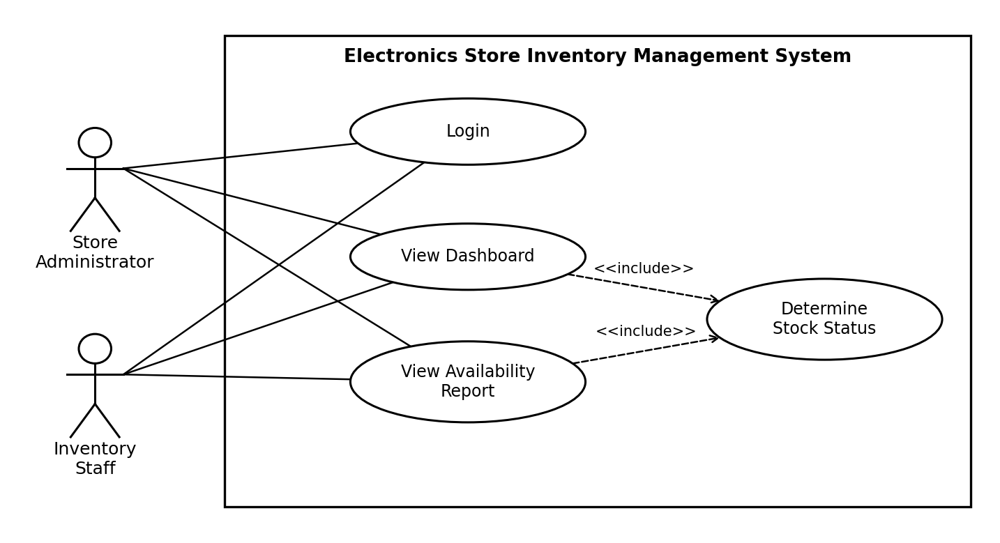 Electronics Store Inventory Management System
Login
Store
Administrator
View Dashboard
<<include>>
Determine
Stock Status
<<include>>
View Availability
Report
Inventory
Staff